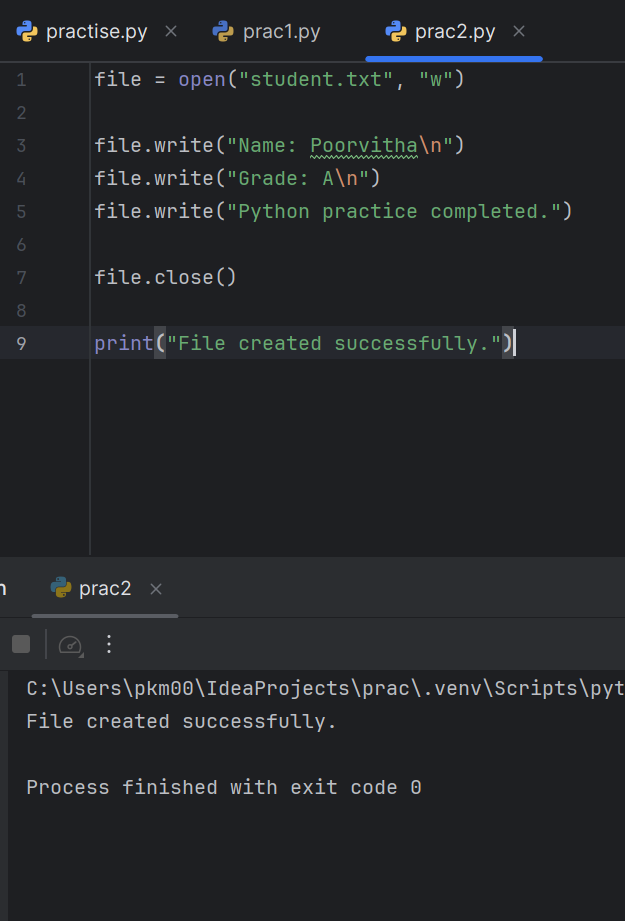 practise.py prac1.py prac2.py
1 file = open("student.txt", "w")
2
3 file.write("Name: Poorvitha\n")
4 file.write("Grade: A\n")
5 file.write("Python practice completed.")
6
7 file.close()
8
9 print("File created successfully.")
n prac2
C:\Users\pkm00\IdeaProjects\prac\.venv\Scripts\pyt
File created successfully.
Process finished with exit code 0